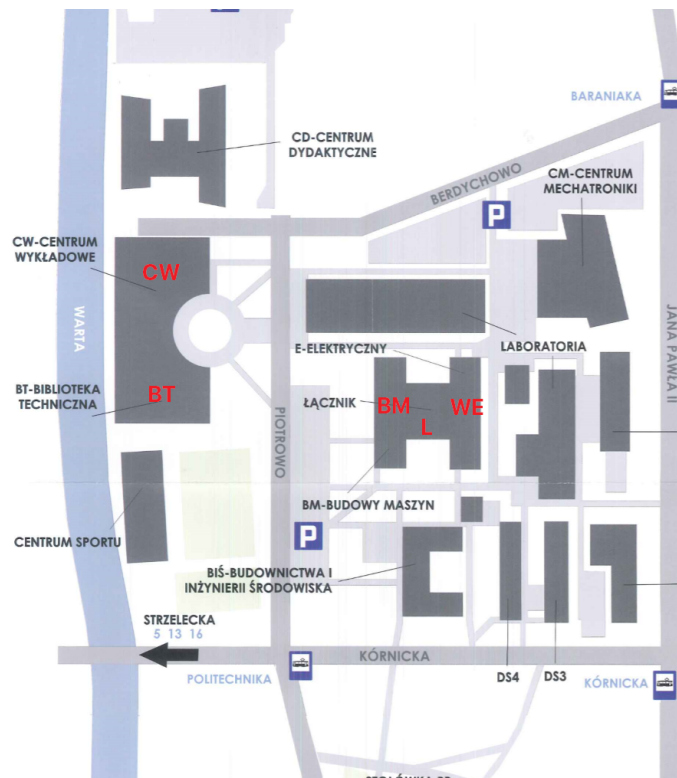 BARANIAKA
CD-CENTRUM
DYDAKTYCZNE
CM-CENTRUM
MECHATRONIKI
BERDYCHOWO
P
CW-CENTRUM
WYKŁADOWE
CW
WARTA
JANA PAWŁA II
E-ELEKTRYCZNY
LABORATORIA
BT-BIBLIOTEKA
TECHNICZNA
BT
PIOTROWO
ŁĄCZNIK
BM
WE
L
BM-BUDOWY MASZYN
CENTRUM SPORTU
P
BIŚ-BUDOWNICTWA I
INŻYNIERII ŚRODOWISKA
STRZELECKA
5 13 16
KÓRNICKA
POLITECHNIKA
DS4
DS3
KÓRNICKA